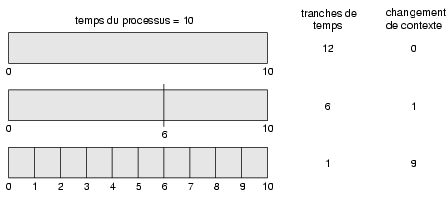 temps du processus = 10
tranches de
temps
changement
de contexte
0 10
12 0
0 6 10
6 1
0 1 2 3 4 5 6 7 8 9 10
1 9